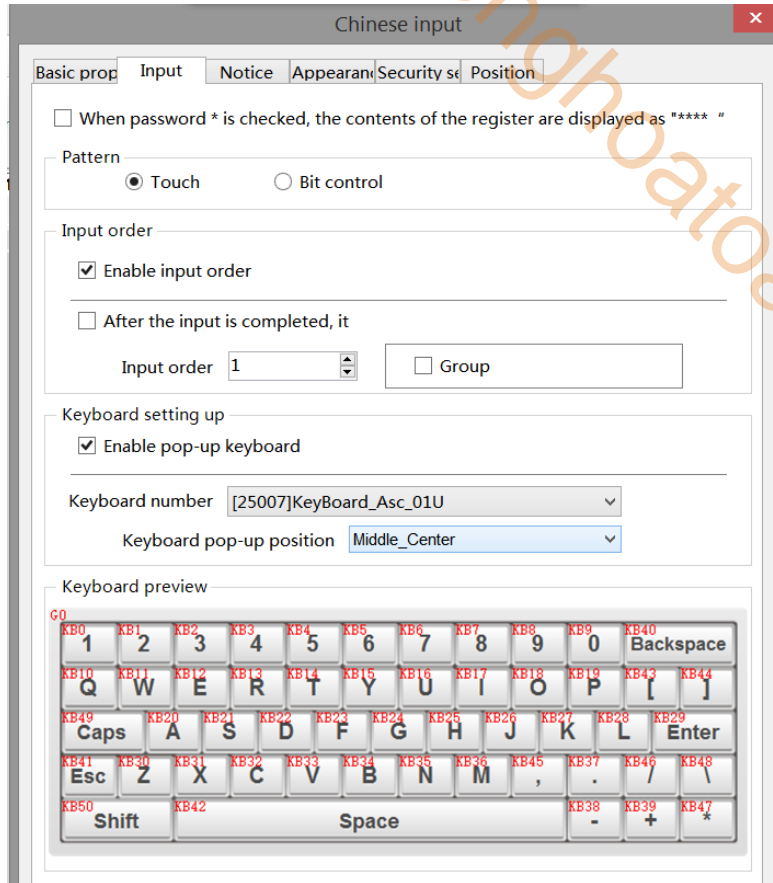 Chinese input
Basic prop Input Notice Appearan Security se Position
When password * is checked, the contents of the register are displayed as "**** "
Pattern
Touch Bit control
Input order
Enable input order
After the input is completed, it
Input order 1 Group
Keyboard setting up
Enable pop-up keyboard
Keyboard number [25007]KeyBoard_Asc_01U
Keyboard pop-up position Middle_Center
Keyboard preview
G0
KB0 KB1 KB2 KB3 KB4 KB5 KB6 KB7 KB8 KB9 KB40
1 2 3 4 5 6 7 8 9 0 Backspace
KB10 KB11 KB12 KB13 KB14 KB15 KB16 KB17 KB18 KB19 KB43 KB44
Q W E R T Y U I O P [ ]
KB49 KB20 KB21 KB22 KB23 KB24 KB25 KB26 KB27 KB28 KB29
Caps A S D F G H J K L Enter
KB41 KB30 KB31 KB32 KB33 KB34 KB35 KB36 KB45 KB37 KB46 KB48
Esc Z X C V B N M , . / \
KB50 KB42 KB38 KB39 KB47
Shift Space - + *